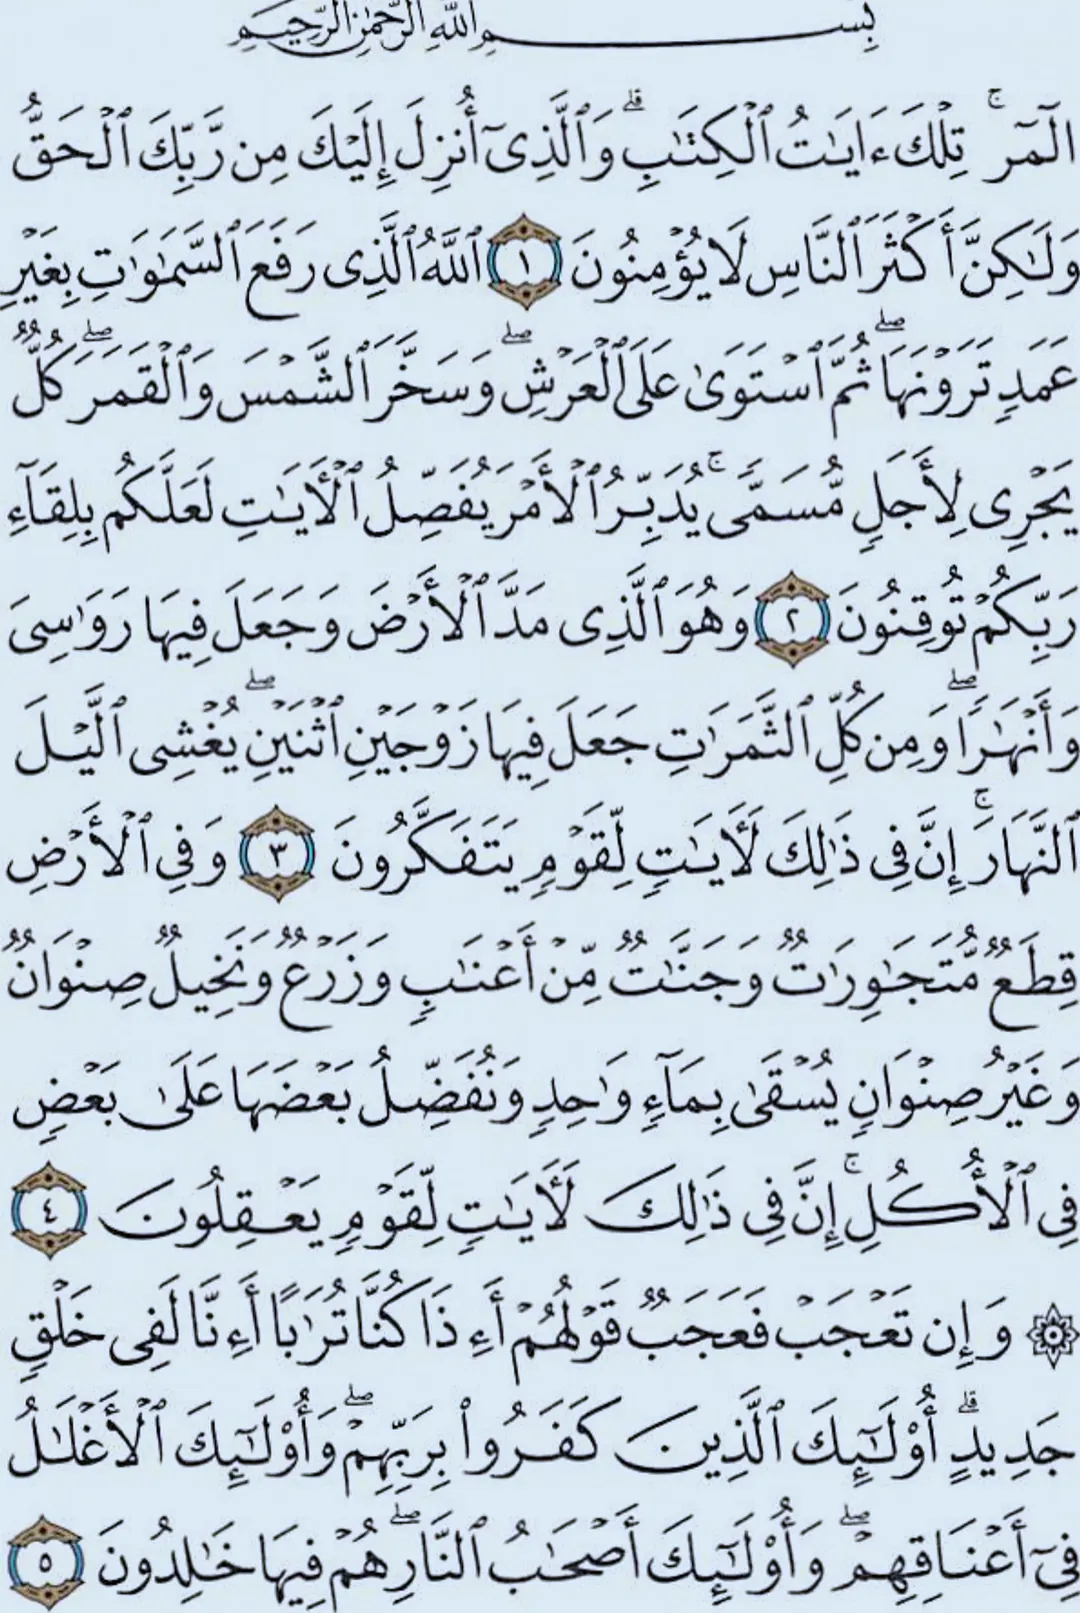 بِسْمِ ٱللَّهِ ٱلرَّحْمَٰنِ ٱلرَّحِيمِ
الٓمٓر ۚ تِلْكَ ءَايَٰتُ ٱلْكِتَٰبِ ۗ وَٱلَّذِىٓ أُنزِلَ إِلَيْكَ مِن رَّبِّكَ ٱلْحَقُّ
وَلَٰكِنَّ أَكْثَرَ ٱلنَّاسِ لَا يُؤْمِنُونَ ١ ٱللَّهُ ٱلَّذِى رَفَعَ ٱلسَّمَٰوَٰتِ بِغَيْرِ
عَمَدٍ تَرَوْنَهَا ۖ ثُمَّ ٱسْتَوَىٰ عَلَى ٱلْعَرْشِ ۖ وَسَخَّرَ ٱلشَّمْسَ وَٱلْقَمَرَ ۖ كُلٌّ
يَجْرِى لِأَجَلٍ مُّسَمًّى ۚ يُدَبِّرُ ٱلْأَمْرَ يُفَصِّلُ ٱلْأٓيَٰتِ لَعَلَّكُم بِلِقَآءِ
رَبِّكُمْ تُوقِنُونَ ٢ وَهُوَ ٱلَّذِى مَدَّ ٱلْأَرْضَ وَجَعَلَ فِيهَا رَوَٰسِىَ
وَأَنْهَٰرًا ۖ وَمِن كُلِّ ٱلثَّمَرَٰتِ جَعَلَ فِيهَا زَوْجَيْنِ ٱثْنَيْنِ ۖ يُغْشِى ٱلَّيْلَ
ٱلنَّهَارَ ۚ إِنَّ فِى ذَٰلِكَ لَأٓيَٰتٍ لِّقَوْمٍ يَتَفَكَّرُونَ ٣ وَفِى ٱلْأَرْضِ
قِطَعٌ مُّتَجَٰوِرَٰتٌ وَجَنَّٰتٌ مِّنْ أَعْنَٰبٍ وَزَرْعٌ وَنَخِيلٌ صِنْوَانٌ
وَغَيْرُ صِنْوَانٍ يُسْقَىٰ بِمَآءٍ وَٰحِدٍ وَنُفَضِّلُ بَعْضَهَا عَلَىٰ بَعْضٍ
فِى ٱلْأُكُلِ ۚ إِنَّ فِى ذَٰلِكَ لَأٓيَٰتٍ لِّقَوْمٍ يَعْقِلُونَ ٤
۞ وَإِن تَعْجَبْ فَعَجَبٌ قَوْلُهُمْ أَءِذَا كُنَّا تُرَٰبًا أَءِنَّا لَفِى خَلْقٍ
جَدِيدٍ ۗ أُو۟لَٰٓئِكَ ٱلَّذِينَ كَفَرُوا۟ بِرَبِّهِمْ ۖ وَأُو۟لَٰٓئِكَ ٱلْأَغْلَٰلُ
فِىٓ أَعْنَاقِهِمْ ۖ وَأُو۟لَٰٓئِكَ أَصْحَٰبُ ٱلنَّارِ ۖ هُمْ فِيهَا خَٰلِدُونَ ٥